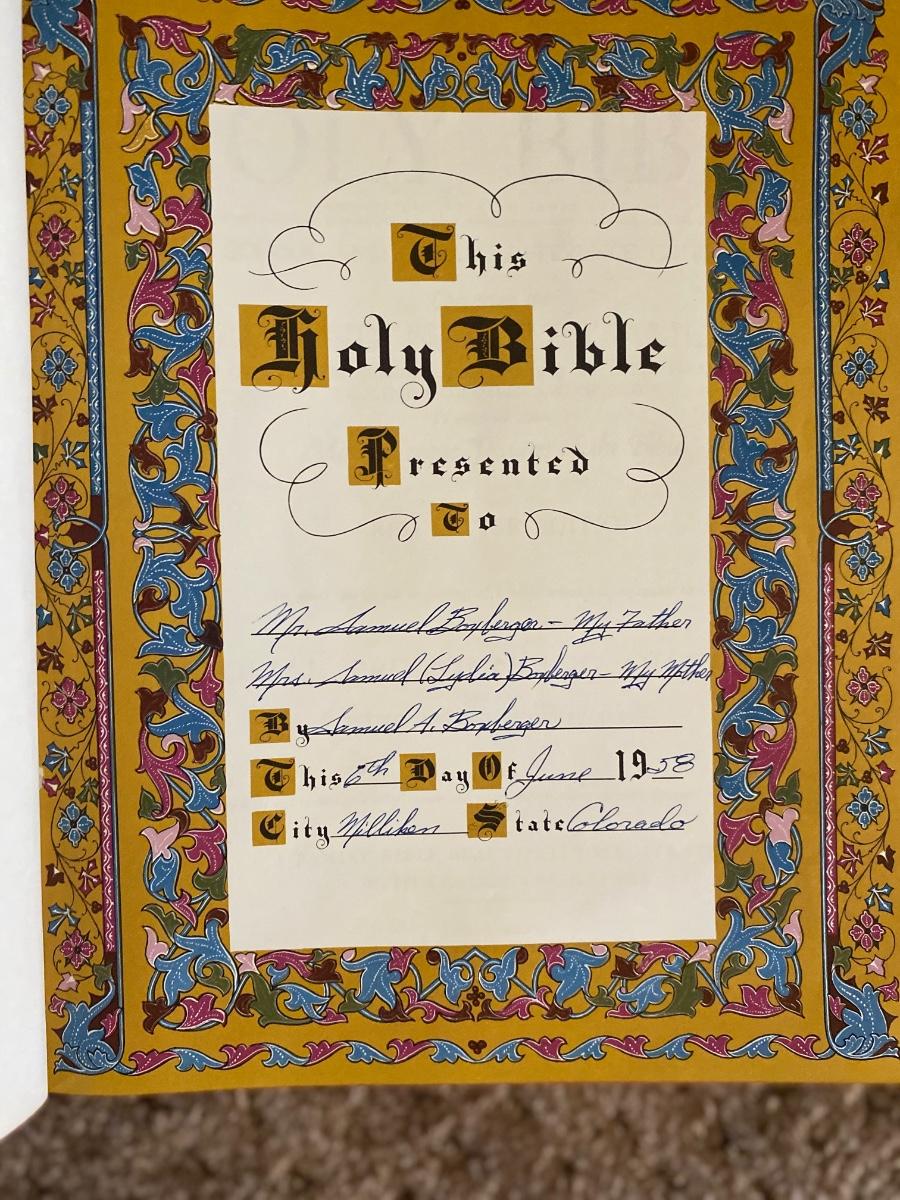 This
Holy Bible
Presented
To
Mr. Samuel Boxberger - My Father
Mrs. Samuel (Lydia) Boxberger - My Mother
By Samuel A. Boxberger
This 6th Day Of June 1958
City Milliken State Colorado